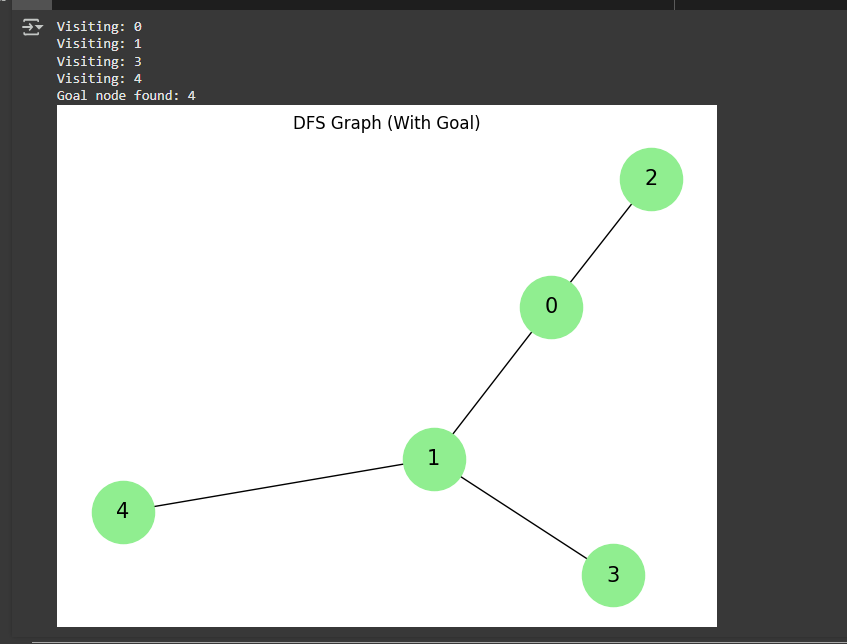 Visiting: 0
Visiting: 1
Visiting: 3
Visiting: 4
Goal node found: 4
DFS Graph (With Goal)
2
0
1
4
3